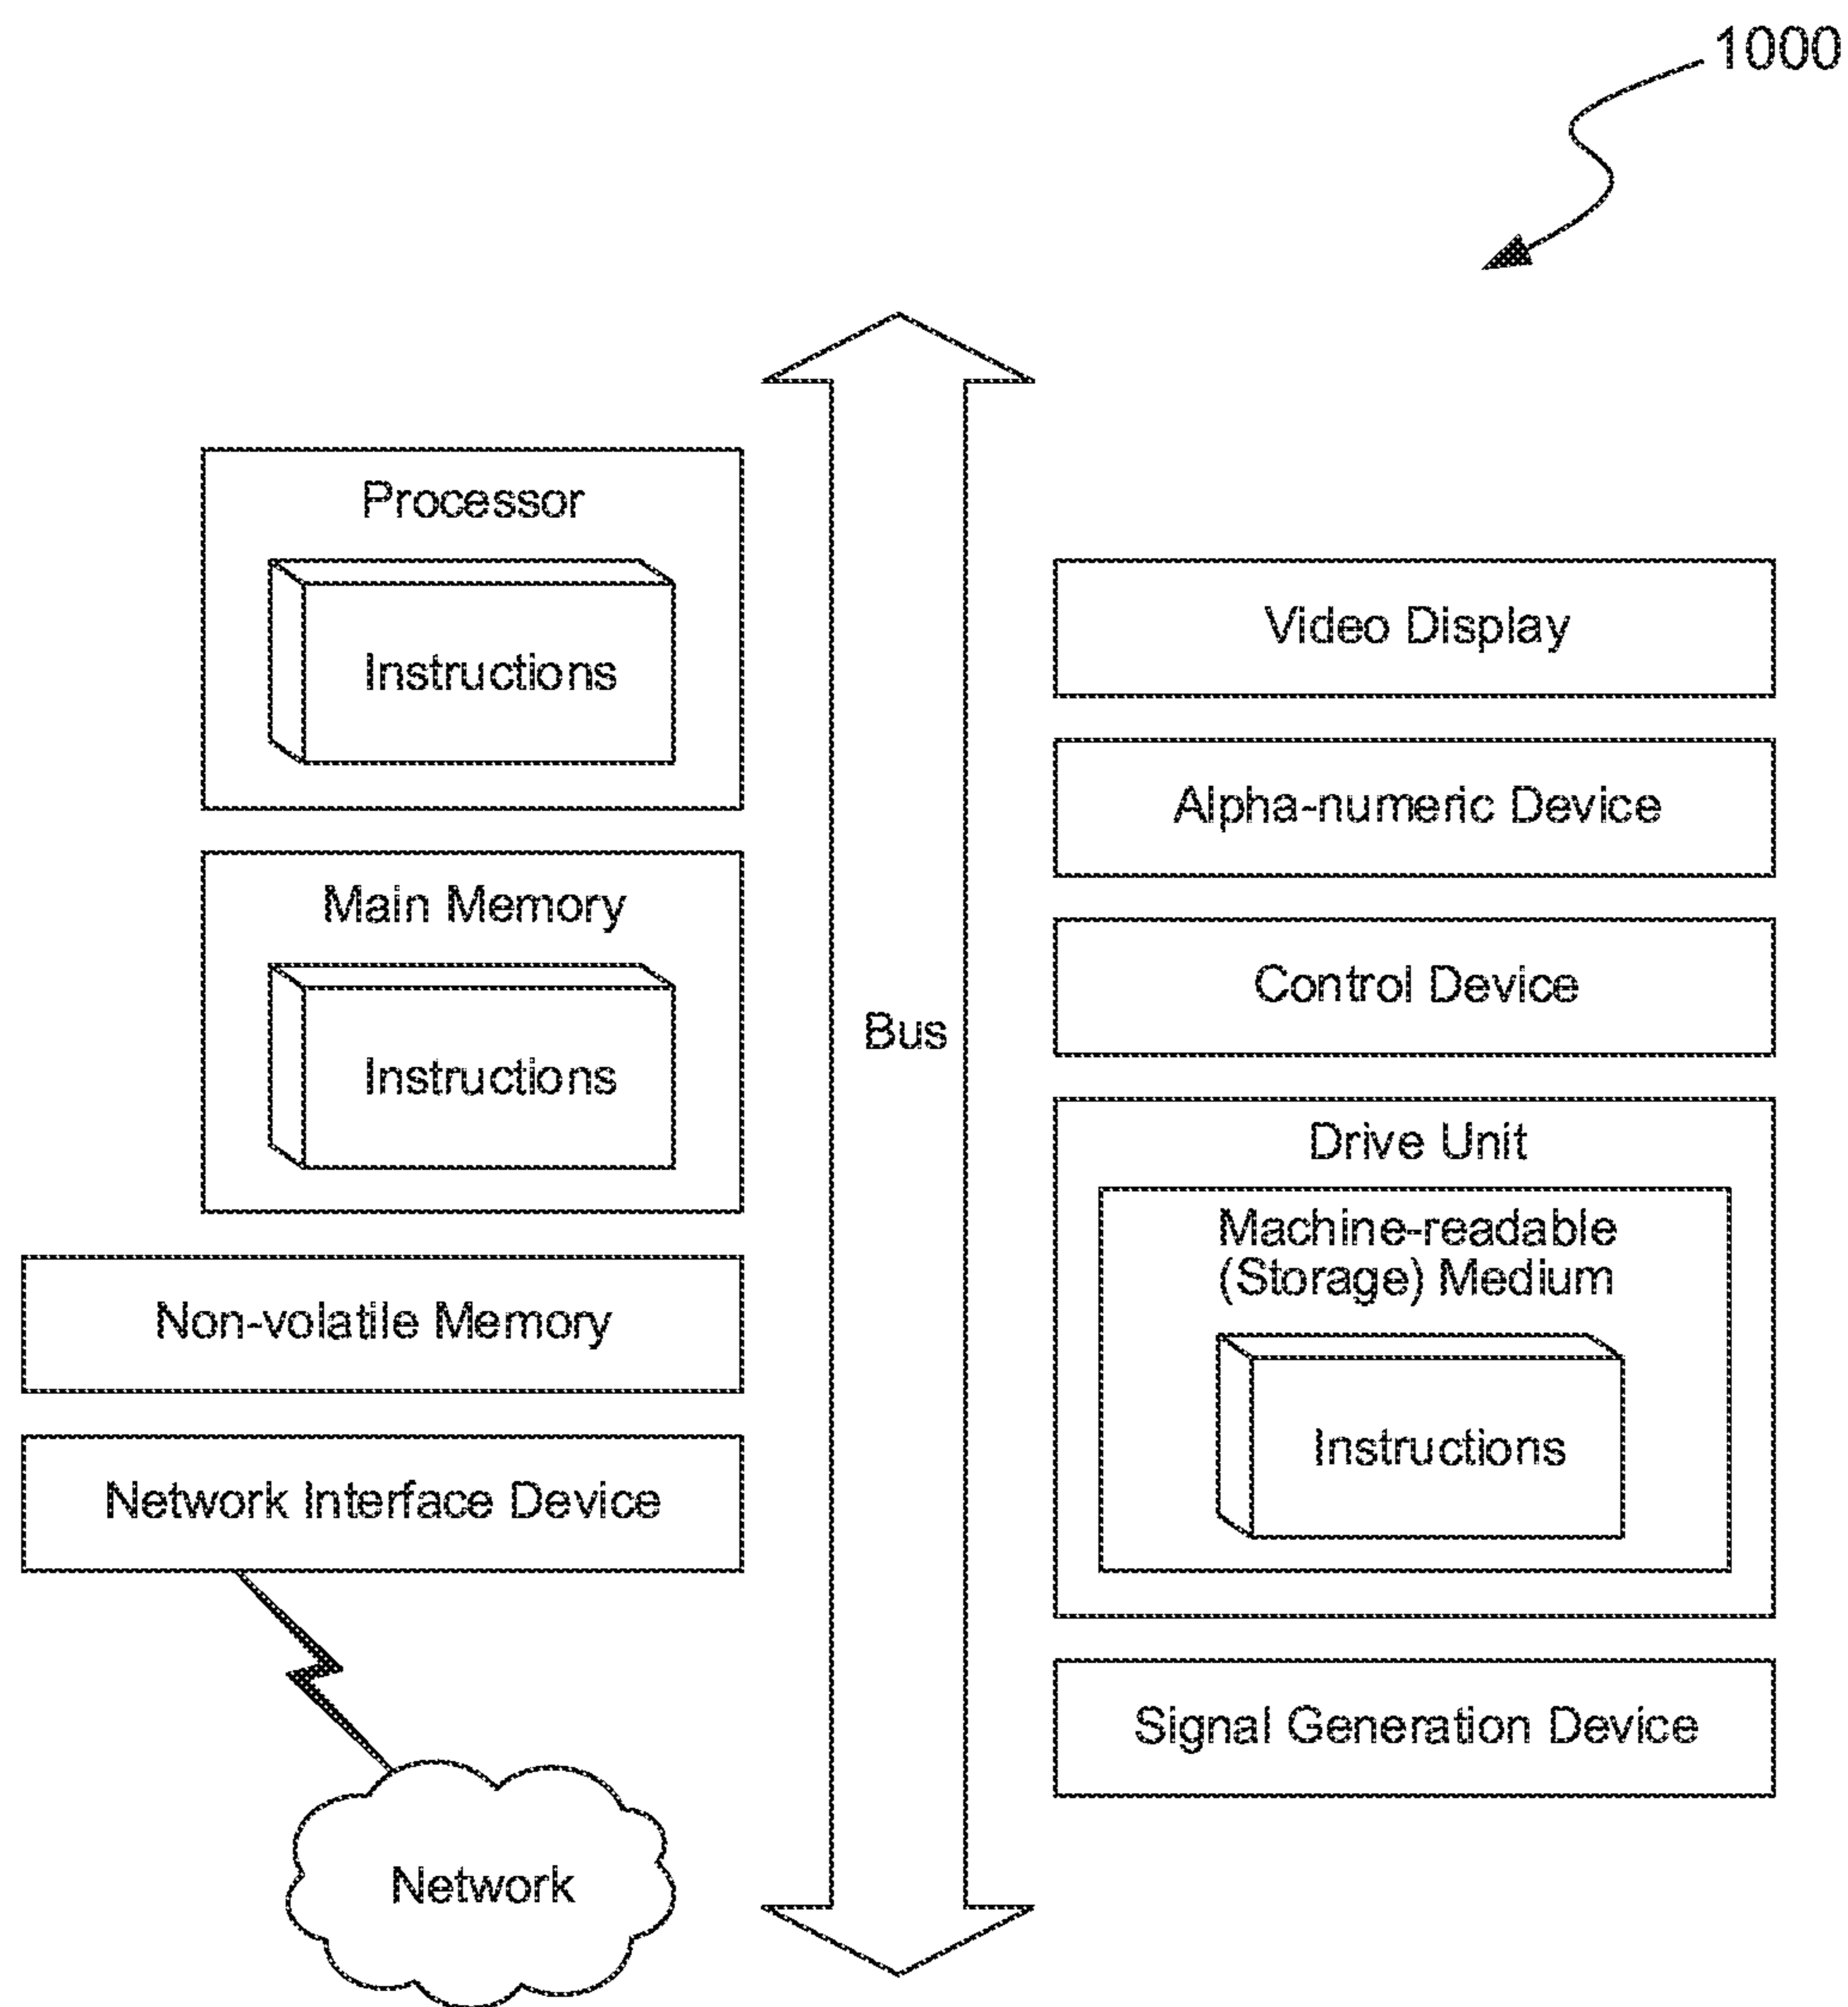 1000
Processor
Instructions
Main Memory
Instructions
Non-volatile Memory
Network Interface Device
Network
Bus
Video Display
Alpha-numeric Device
Control Device
Drive Unit
Machine-readable
(Storage) Medium
Instructions
Signal Generation Device